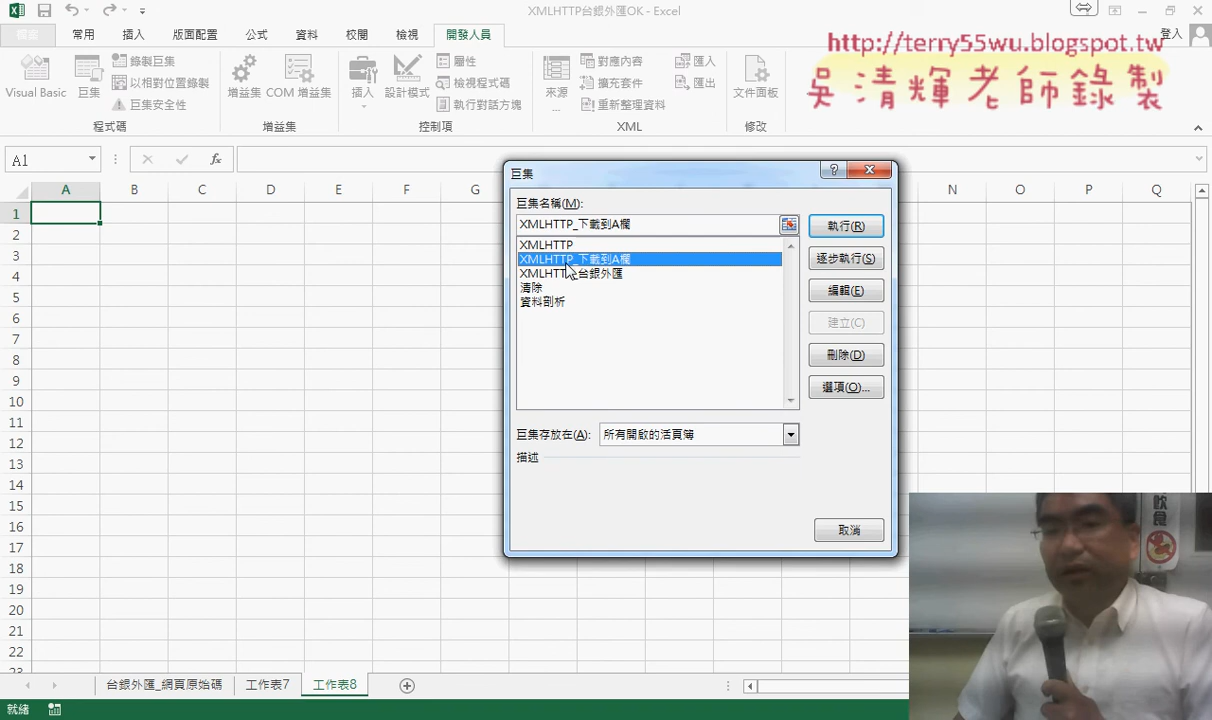 XMLHTTP台銀外匯OK - Excel
http://terry55wu.blogspot.tw
吳清輝老師錄製
登入
常用 插入 版面配置 公式 資料 校閱 檢視 開發人員
Visual Basic
巨集
錄製巨集
以相對位置錄製
巨集安全性
程式碼
增益集
COM 增益集
增益集
插入
設計模式
屬性
檢視程式碼
執行對話方塊
控制項
來源
對應內容
擴充套件
重新整理資料
匯入
匯出
XML
文件面板
修改
A1
fx
A B C D E F G N O P Q
1
2
3
4
5
6
7
8
9
10
11
12
13
14
15
16
17
18
19
20
21
22
23
巨集
巨集名稱(M):
XMLHTTP_下載到A欄
XMLHTTP
XMLHTTP_下載到A欄
XMLHTTP_台銀外匯
清除
資料剖析
執行(R)
逐步執行(S)
編輯(E)
建立(C)
刪除(D)
選項(O)...
巨集存放在(A):
所有開啟的活頁簿
描述
取消
飲食
台銀外匯_網頁原始碼 工作表7 工作表8
就緒